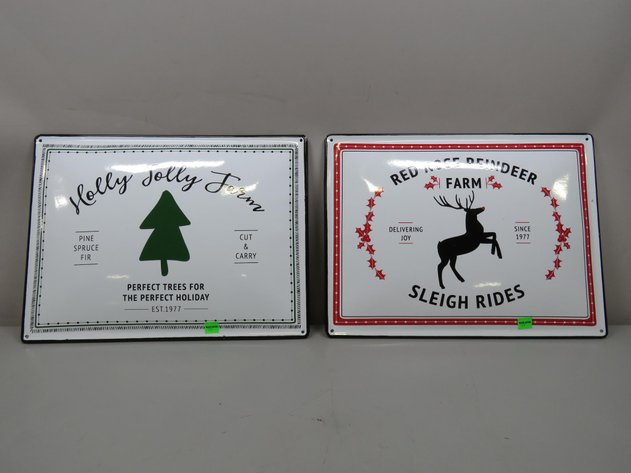 Holly Jolly Farm
PINE
SPRUCE
FIR
CUT
&
CARRY
PERFECT TREES FOR
THE PERFECT HOLIDAY
EST.1977
RED NOSE REINDEER
FARM
DELIVERING
JOY
SINCE
1977
SLEIGH RIDES